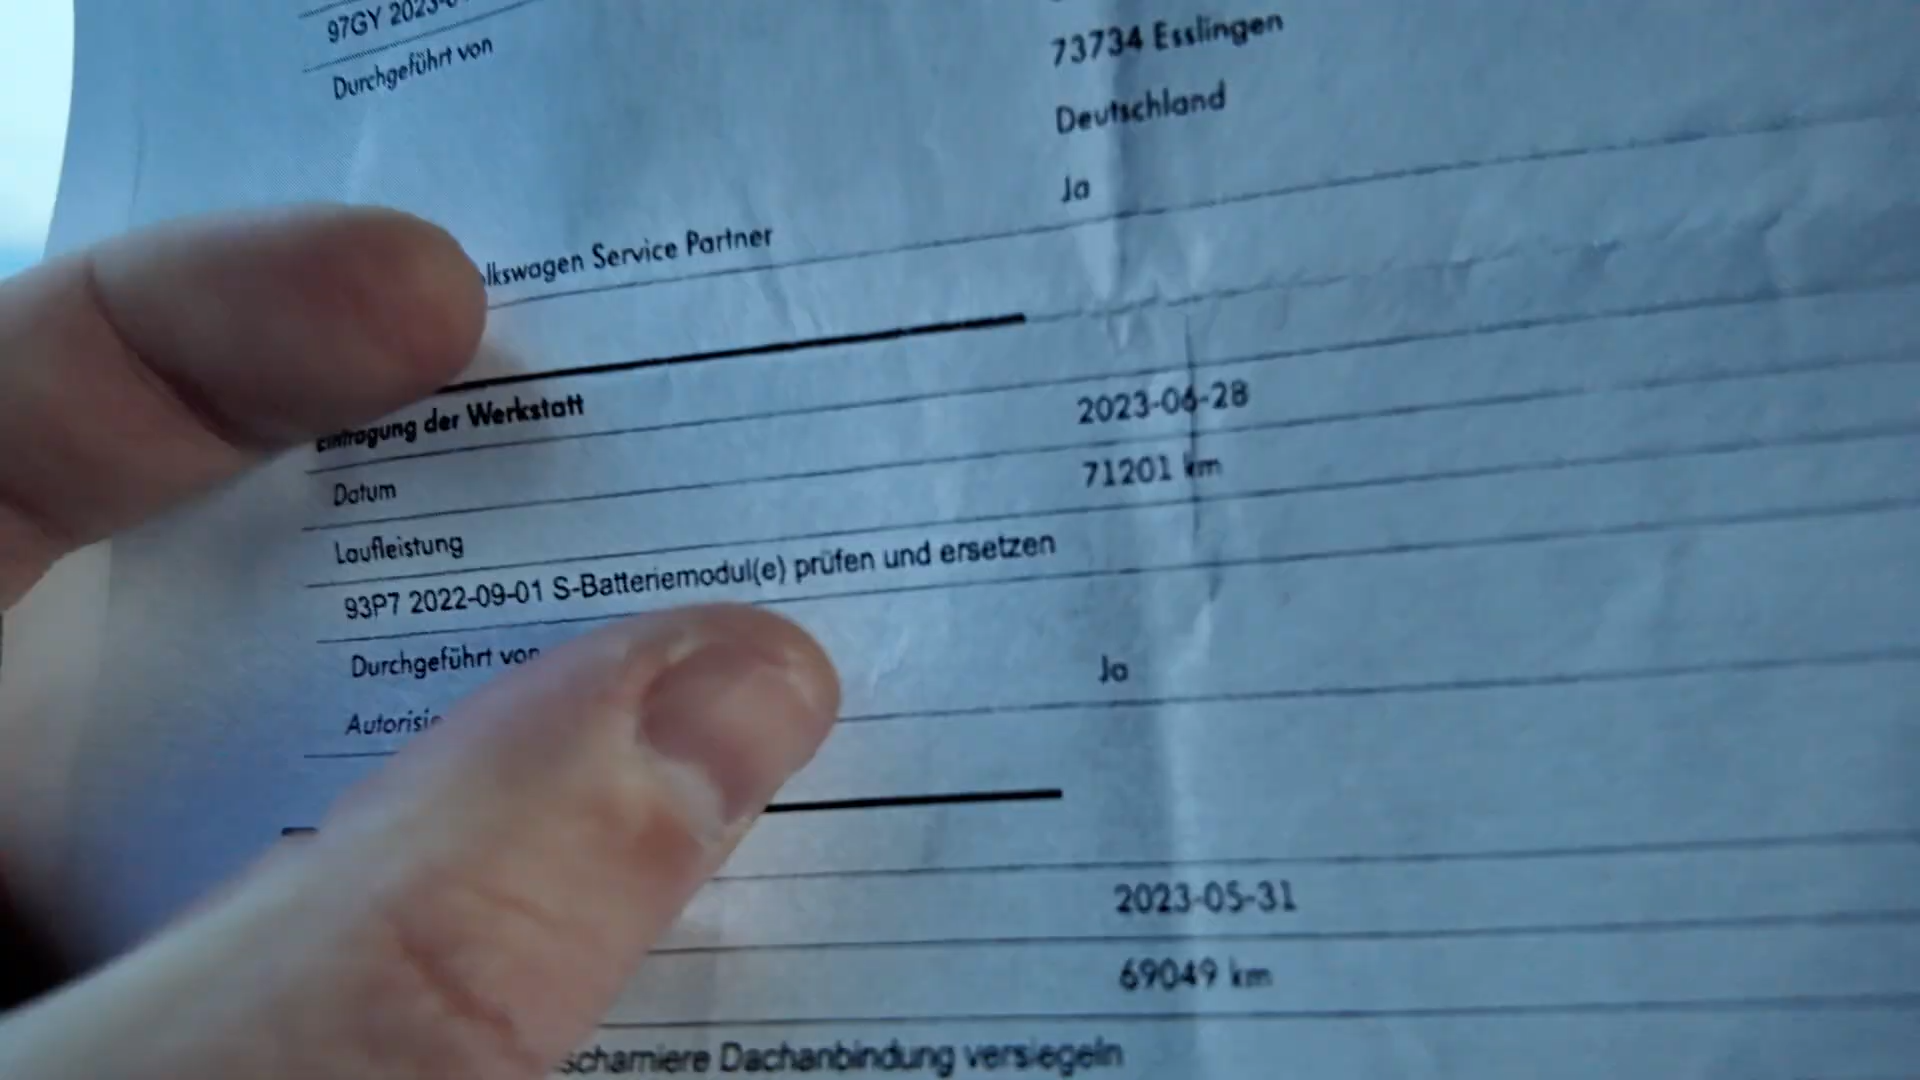 97GY
Durchgeführt von
73734 Esslingen
Deutschland
Service Partner
Ja
der Werkstatt
Datum
2023-06-28
Laufleistung
71201 km
93P7 2022-09-01 S-Batteriemodul(e) prüfen und ersetzen
Durchgeführt von
Ja
2023-05-31
69049 km
Dachanbindung versiegeln